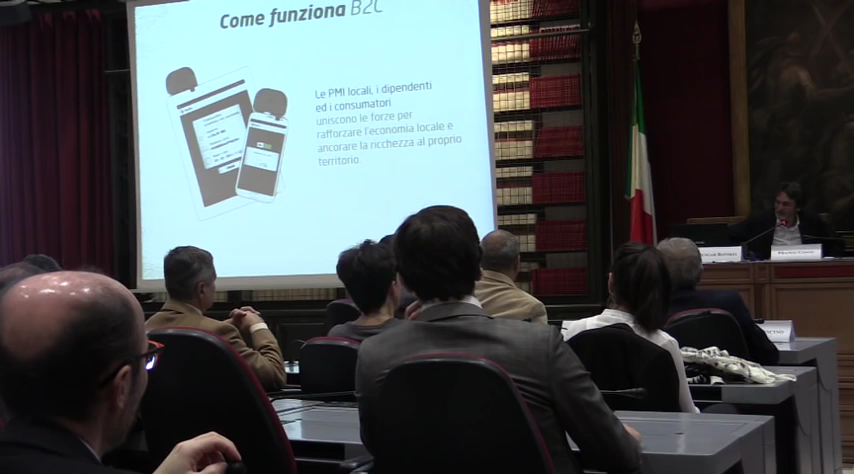 Come funziona B2C
Le PMI locali, i dipendenti
ed i consumatori
uniscono le forze per
rafforzare l'economia locale e
ancorare la ricchezza al proprio
territorio.